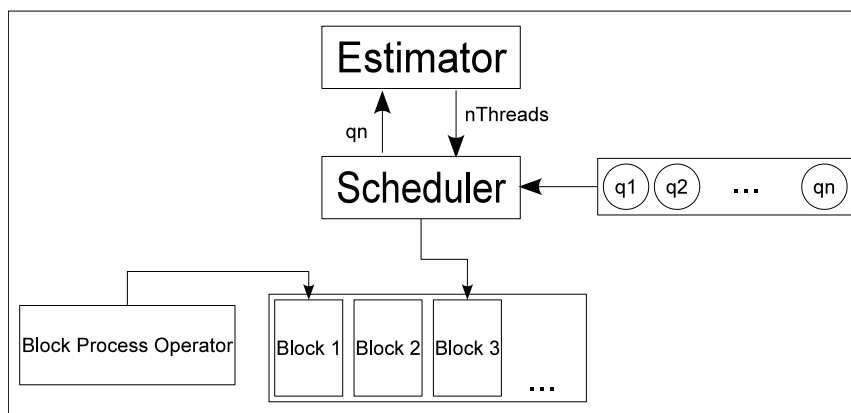 Estimator
qn
nThreads
Scheduler
q1 q2 ... qn
Block Process Operator
Block 1 Block 2 Block 3 ...